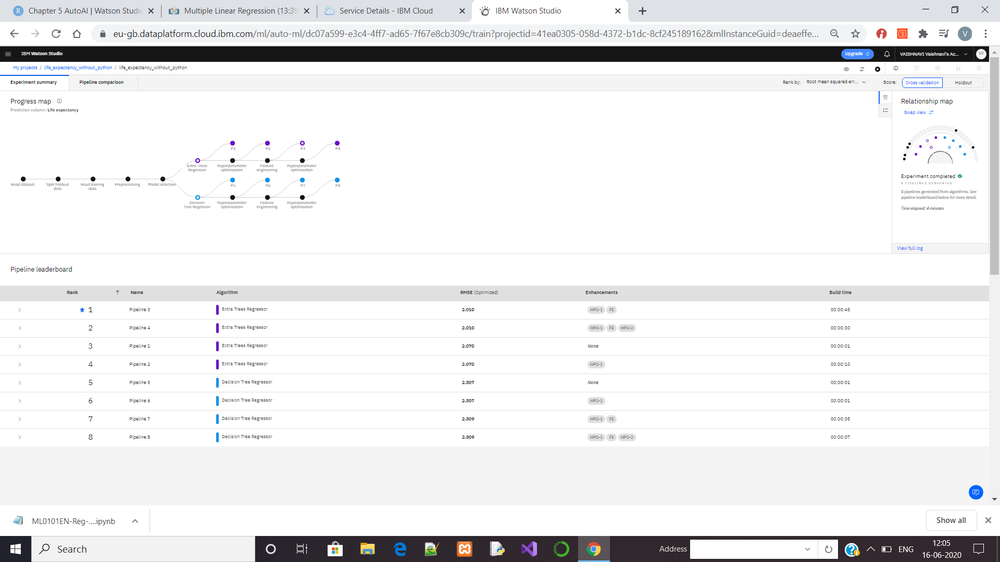 Chapter 5 AutoAI | Watson Studio
Multiple Linear Regression (13:39
Service Details - IBM Cloud
IBM Watson Studio
eu-gb.dataplatform.cloud.ibm.com/ml/auto-ml/dc07a599-e3c4-4ff7-ad65-7f67e8cb309c/train?projectid=41ea0305-058d-4372-b1dc-8cf245189162&mlInstanceGuid=deaeffe...
V
IBM Watson Studio
Upgrade
VAISHNAVI Vaishnavi's Ac...
VV
My projects / life_expectancy_without_python / life_expectancy_without_python
Experiment summary
Pipeline comparison
Rank by: Root mean squared err...
Score: Cross validation Holdout
Progress map
Prediction column: Life expectancy
Relationship map
Swap view
P1 P2 P3 P4
Extra Trees Regressor
Hyperparameter optimization
Feature engineering
Hyperparameter optimization
Read dataset
Split holdout data
Read training data
Preprocessing
Model selection
P5 P6 P7 P8
Decision Tree Regressor
Hyperparameter optimization
Feature engineering
Hyperparameter optimization
Experiment completed
8 PIPELINES GENERATED
8 pipelines generated from algorithms. See
pipeline leaderboard below for more detail.
Time elapsed: 4 minutes
View full log
Pipeline leaderboard
Rank Name Algorithm RMSE (Optimized) Enhancements Build time
1 Pipeline 3 Extra Trees Regressor 2.010 HPO-1 FE 00:00:45
2 Pipeline 4 Extra Trees Regressor 2.010 HPO-1 FE HPO-2 00:00:30
3 Pipeline 1 Extra Trees Regressor 2.070 None 00:00:01
4 Pipeline 2 Extra Trees Regressor 2.070 HPO-1 00:00:10
5 Pipeline 5 Decision Tree Regressor 2.807 None 00:00:01
6 Pipeline 6 Decision Tree Regressor 2.807 HPO-1 00:00:01
7 Pipeline 7 Decision Tree Regressor 2.809 HPO-1 FE 00:00:38
8 Pipeline 8 Decision Tree Regressor 2.809 HPO-1 FE HPO-2 00:00:07
ML0101EN-Reg-....ipynb
Show all
Search
Address
ENG
12:05
16-06-2020